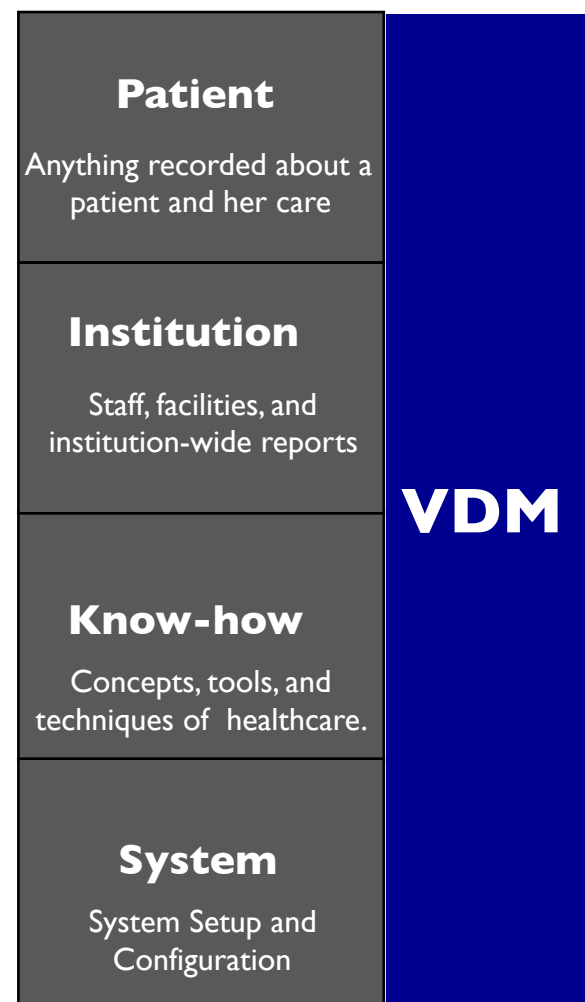 Patient
Anything recorded about a
patient and her care
Institution
Staff, facilities, and
institution-wide reports
VDM
Know-how
Concepts, tools, and
techniques of healthcare.
System
System Setup and
Configuration